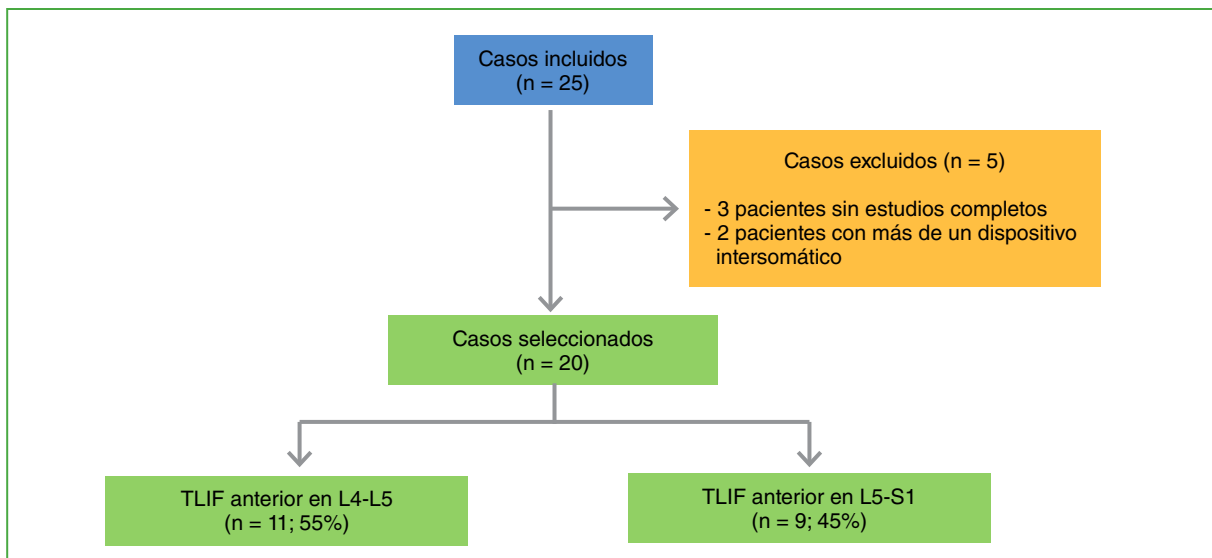 Casos incluidos
(n = 25)
Casos excluidos (n = 5)
- 3 pacientes sin estudios completos
- 2 pacientes con más de un dispositivo
intersomático
Casos seleccionados
(n = 20)
TLIF anterior en L4-L5
(n = 11; 55%)
TLIF anterior en L5-S1
(n = 9; 45%)